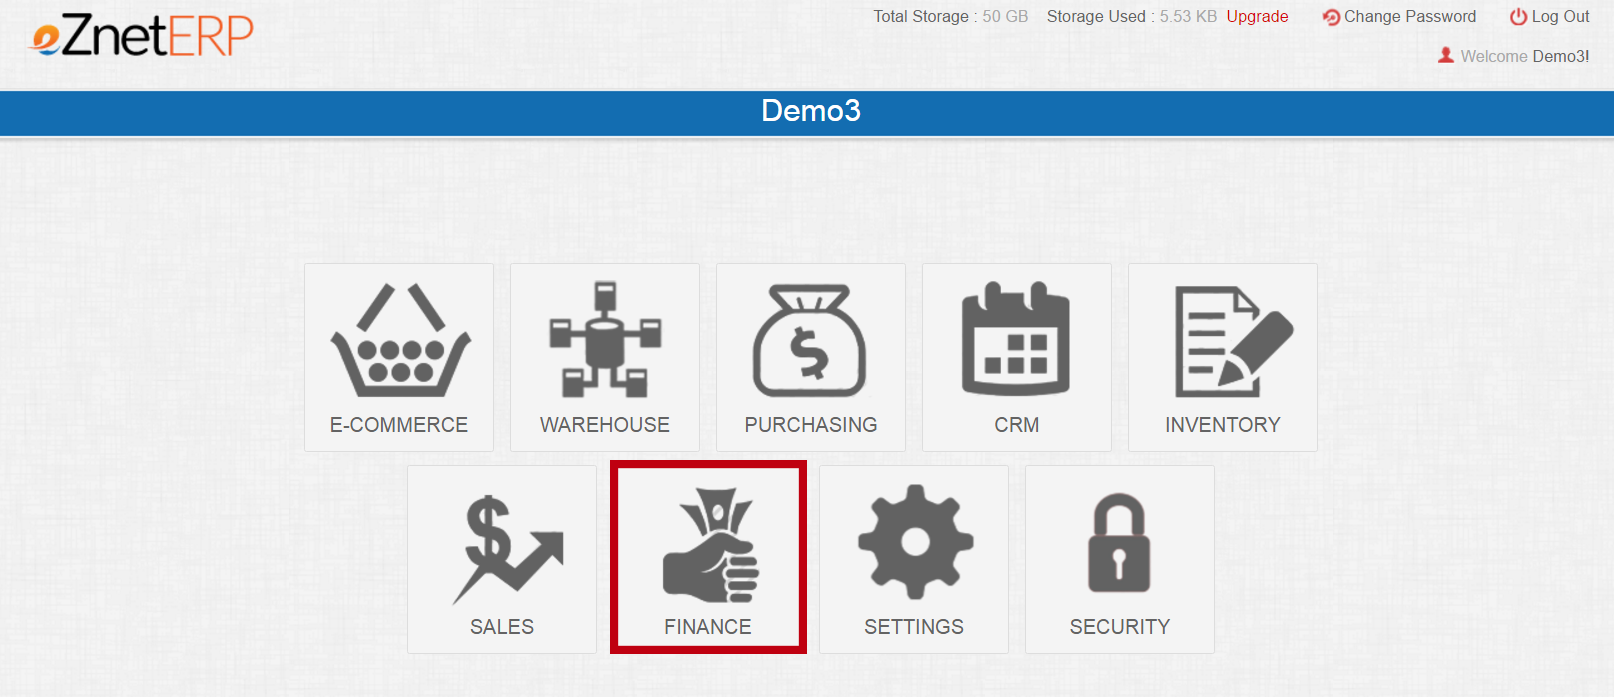 eZnetERP
Total Storage : 50 GB Storage Used : 5.53 KB Upgrade Change Password Log Out
Welcome Demo3!
Demo3
E-COMMERCE WAREHOUSE PURCHASING CRM INVENTORY
SALES FINANCE SETTINGS SECURITY